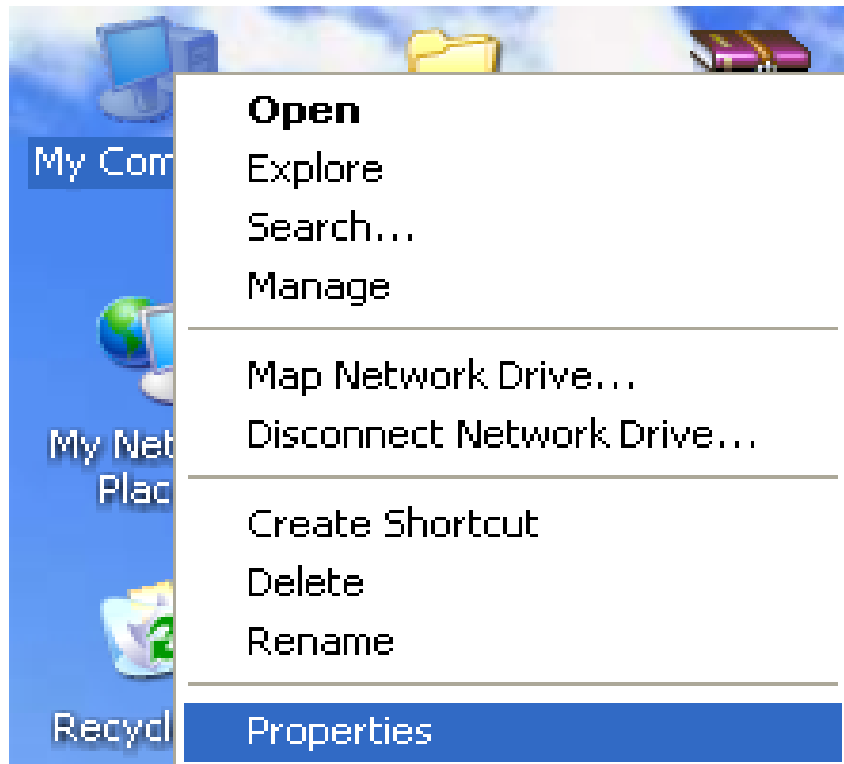 My Com
Open
Explore
Search...
Manage
Map Network Drive...
Disconnect Network Drive...
My Net
Plac
Create Shortcut
Delete
Rename
Recycl
Properties